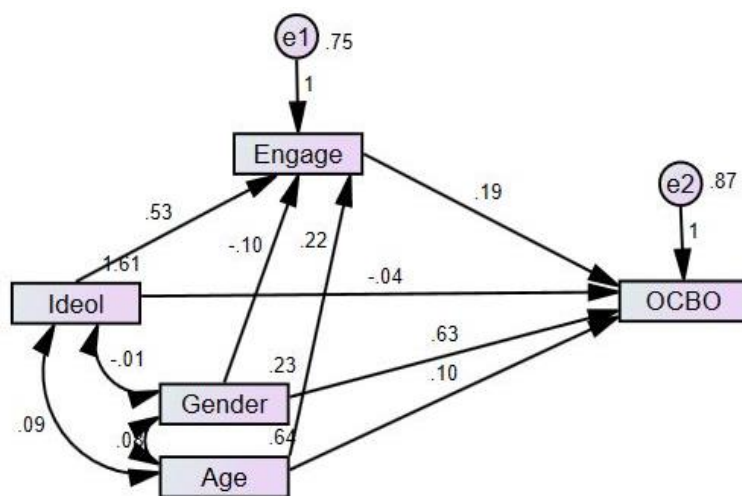 e1 .75
1
Engage
e2 .87
.53
.19
1
-.10
.22
1.61
-.04
Ideol
OCBO
-.01
.63
.23
.10
Gender
.09
.64
Age